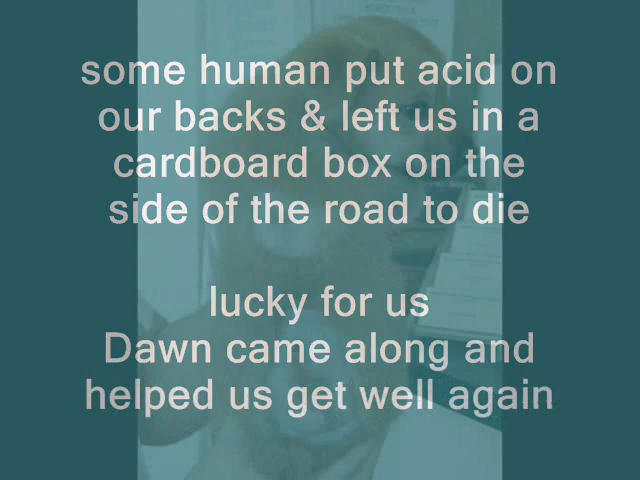 some human put acid on
our backs & left us in a
cardboard box on the
side of the road to die
lucky for us
Dawn came along and
helped us get well again